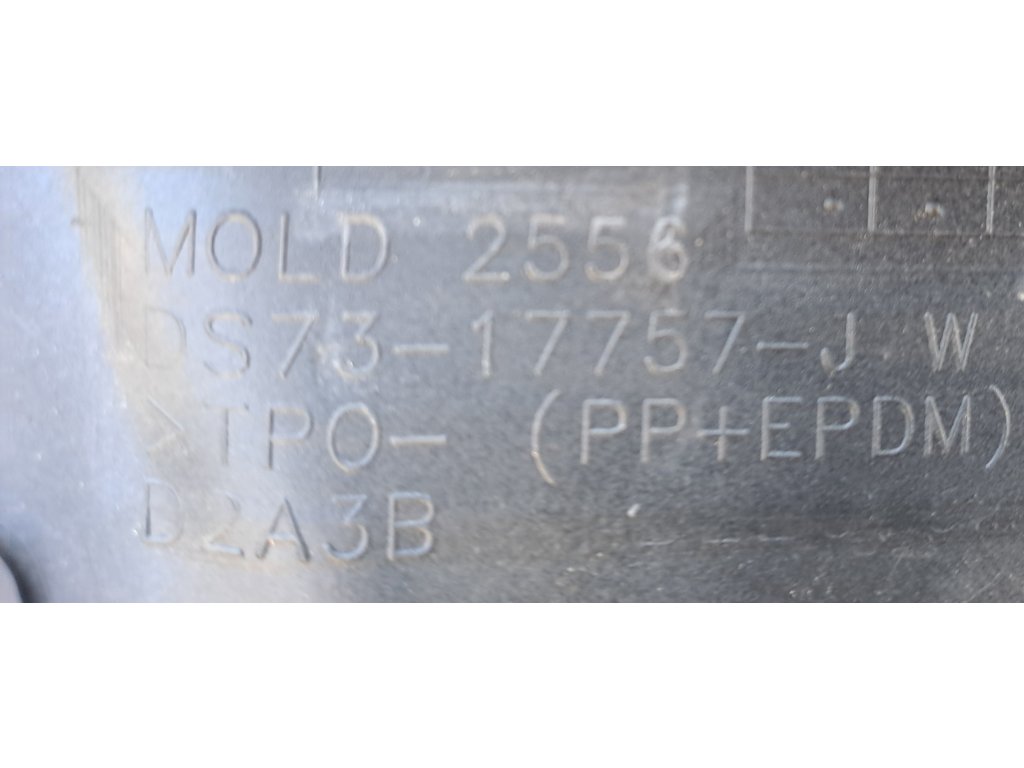 MOLD 2556
DS73-17757-J W
>TPO- (PP+EPDM)
D2A3B